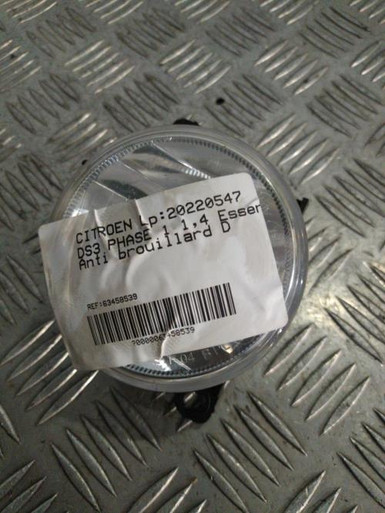 CITROEN Lp:20220547
DS3 PHASE 1 1,4 Essen
Anti brouillard D
REF:63458539